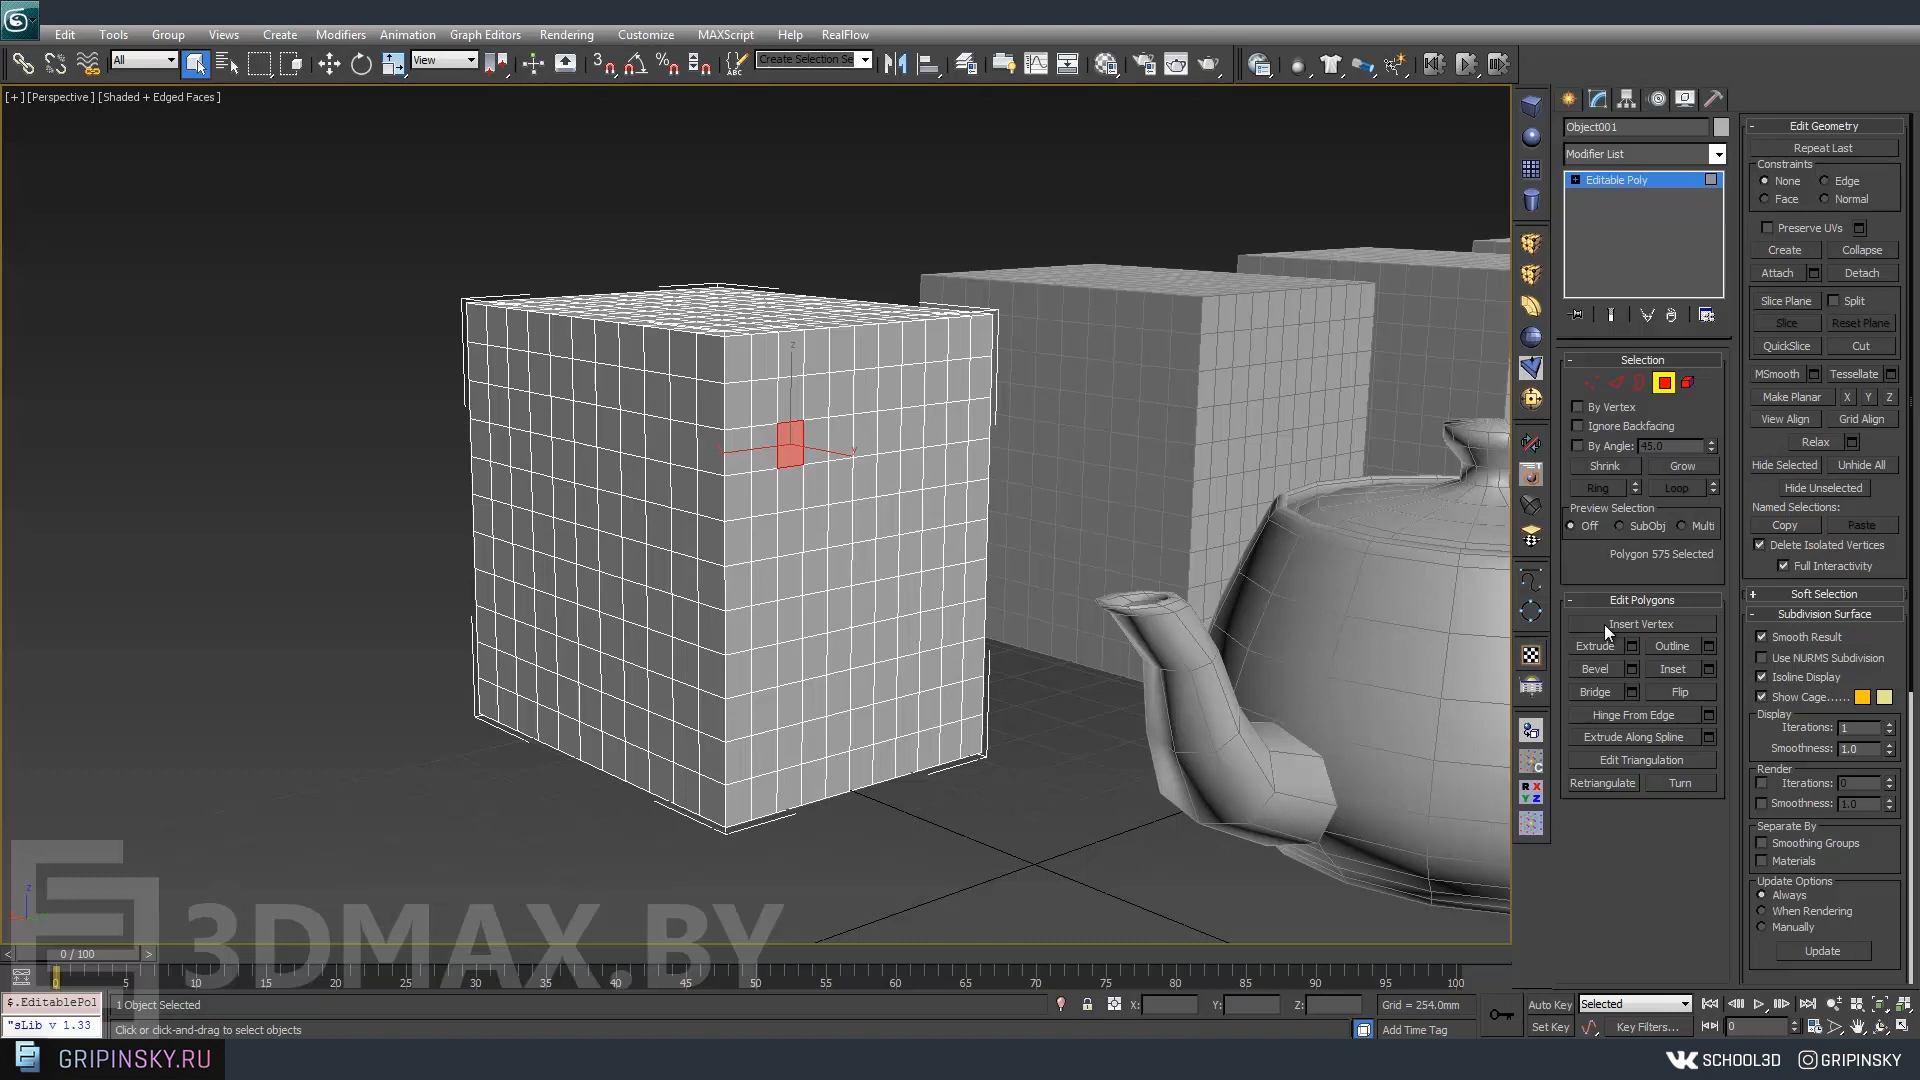 Edit Tools Group Views Create Modifiers Animation Graph Editors Rendering Customize MAXScript Help RealFlow
All View 3 Create Selection Se
[+] [Perspective] [Shaded + Edged Faces]
z
y
Object001
Modifier List
Editable Poly
Selection
By Vertex
Ignore Backfacing
By Angle: 45.0
Shrink Grow
Ring Loop
Preview Selection
Off SubObj Multi
Polygon 575 Selected
Edit Polygons
Insert Vertex
Extrude Outline
Bevel Inset
Bridge Flip
Hinge From Edge
Extrude Along Spline
Edit Triangulation
Retriangulate Turn
Edit Geometry
Repeat Last
Constraints
None Edge
Face Normal
Preserve UVs
Create Collapse
Attach Detach
Slice Plane Split
Slice Reset Plane
QuickSlice Cut
MSmooth Tessellate
Make Planar X Y Z
View Align Grid Align
Relax
Hide Selected Unhide All
Hide Unselected
Named Selections:
Copy Paste
Delete Isolated Vertices
Full Interactivity
Soft Selection
Subdivision Surface
Smooth Result
Use NURMS Subdivision
Isoline Display
Show Cage......
Display
Iterations: 1
Smoothness: 1.0
Render
Iterations: 0
Smoothness: 1.0
Separate By
Smoothing Groups
Materials
Update Options
Always
When Rendering
Manually
Update
R X
Y Z
z
3DMAX.BY
< 0 / 100 >
0 5 10 15 20 25 30 35 40 45 50 55 60 65 70 75 80 85 90 95 100
$.EditablePol
"sLib v 1.33
1 Object Selected
Click or click-and-drag to select objects
X: Y: Z: Grid = 254.0mm
Add Time Tag
Auto Key Selected
Set Key Key Filters... 0
GRIPINSKY.RU
SCHOOL3D GRIPINSKY